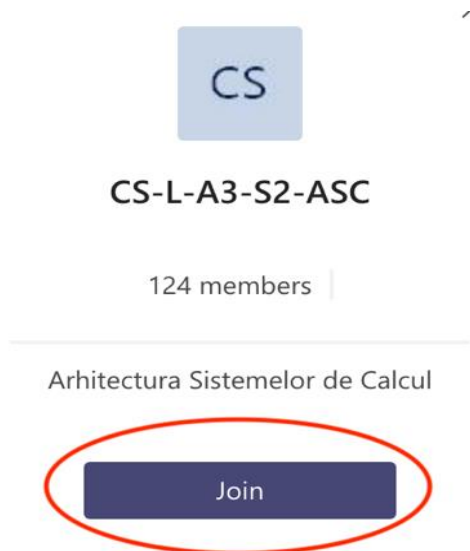 CS
CS-L-A3-S2-ASC
124 members
Arhitectura Sistemelor de Calcul
Join